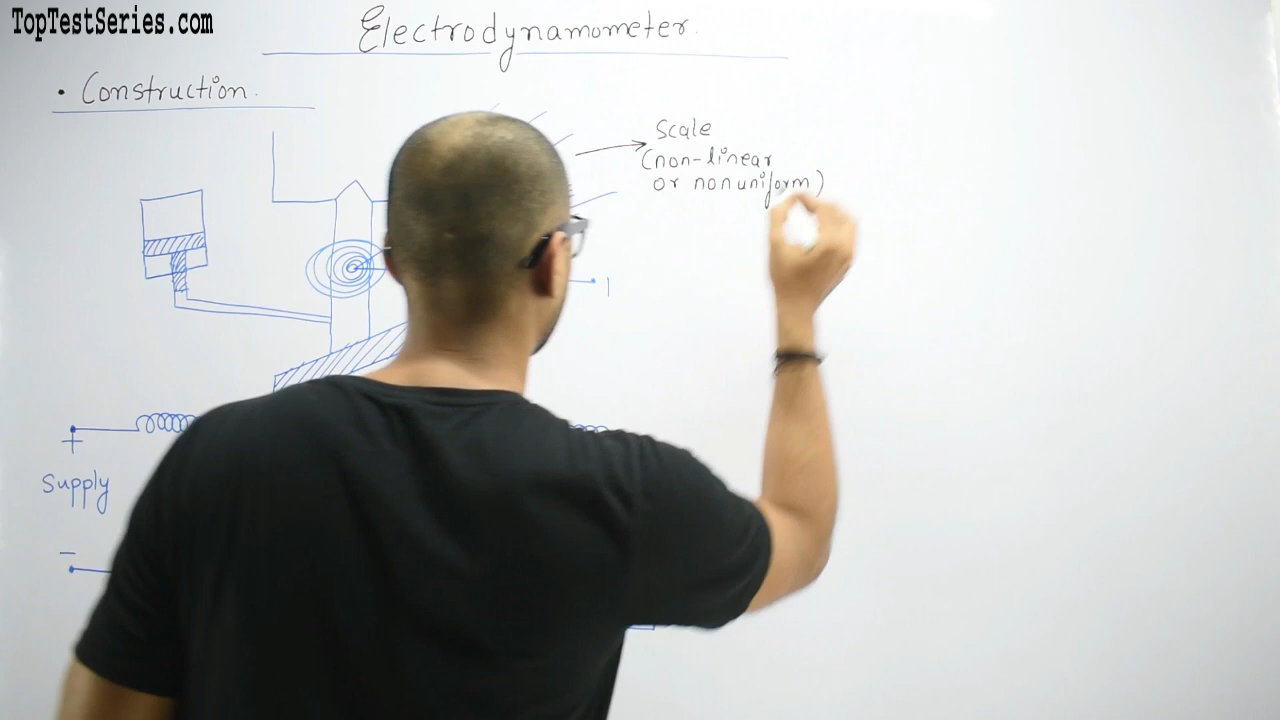 TopTestSeries.com
Electrodynamometer.
• Construction.
Scale
(non-linear
or nonuniform)
+
Supply
−